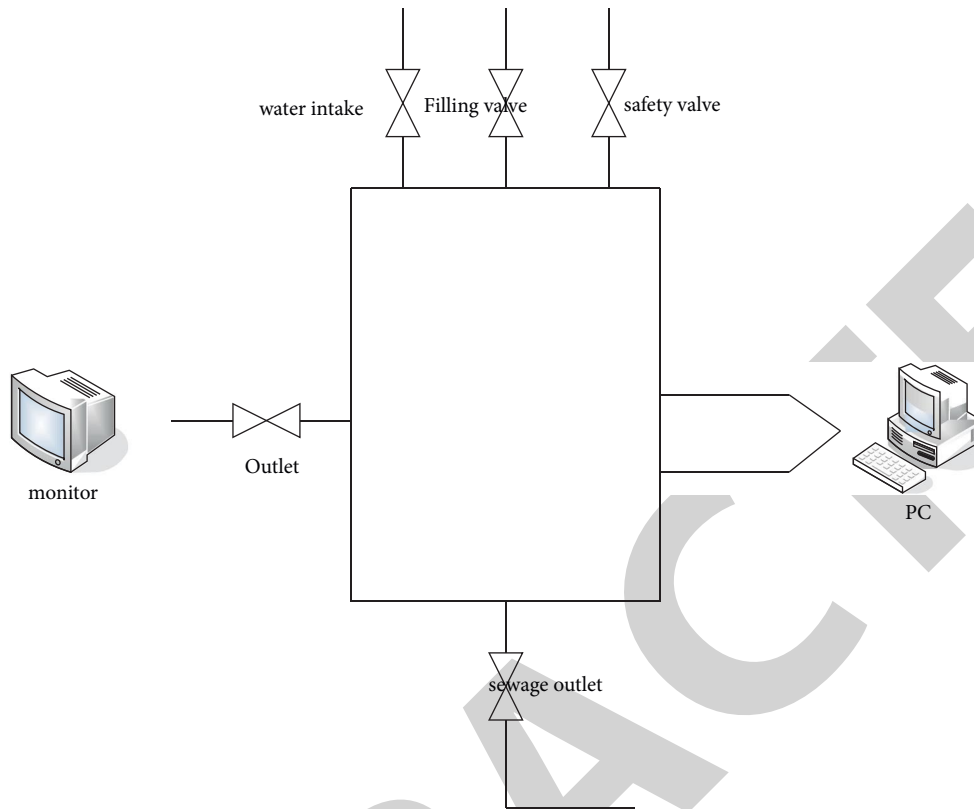 water intake
Filling valve
safety valve
Outlet
monitor
PC
sewage outlet